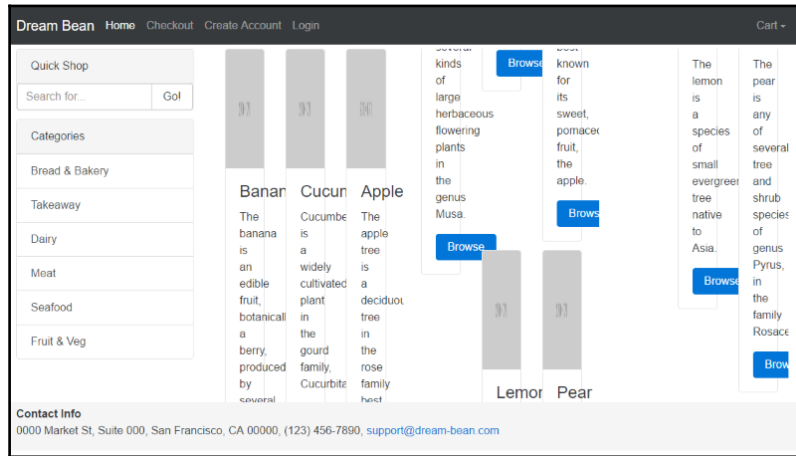 Dream Bean Home Checkout Create Account Login Cart
Quick Shop
Search for... Go!
Categories
Bread & Bakery
Takeaway
Dairy
Meat
Seafood
Fruit & Veg
Banan
The
banana
is
an
edible
fruit,
botanicall
a
berry,
produced
by
several
Cucun
Cucumbe
is
a
widely
cultivated
plant
in
the
gourd
family,
Cucurbita
Apple
The
apple
tree
is
a
deciduou
tree
in
the
rose
family
best
several
kinds
of
large
herbaceous
flowering
plants
in
the
genus
Musa.
Browse
Browse
Lemor
best
known
for
its
sweet,
pomaceo
fruit,
the
apple.
Brows
Pear
The
lemon
is
a
species
of
small
evergreen
tree
native
to
Asia.
Browse
The
pear
is
any
of
several
tree
and
shrub
species
of
genus
Pyrus,
in
the
family
Rosace
Brow
Contact Info
0000 Market St, Suite 000, San Francisco, CA 00000, (123) 456-7890, support@dream-bean.com